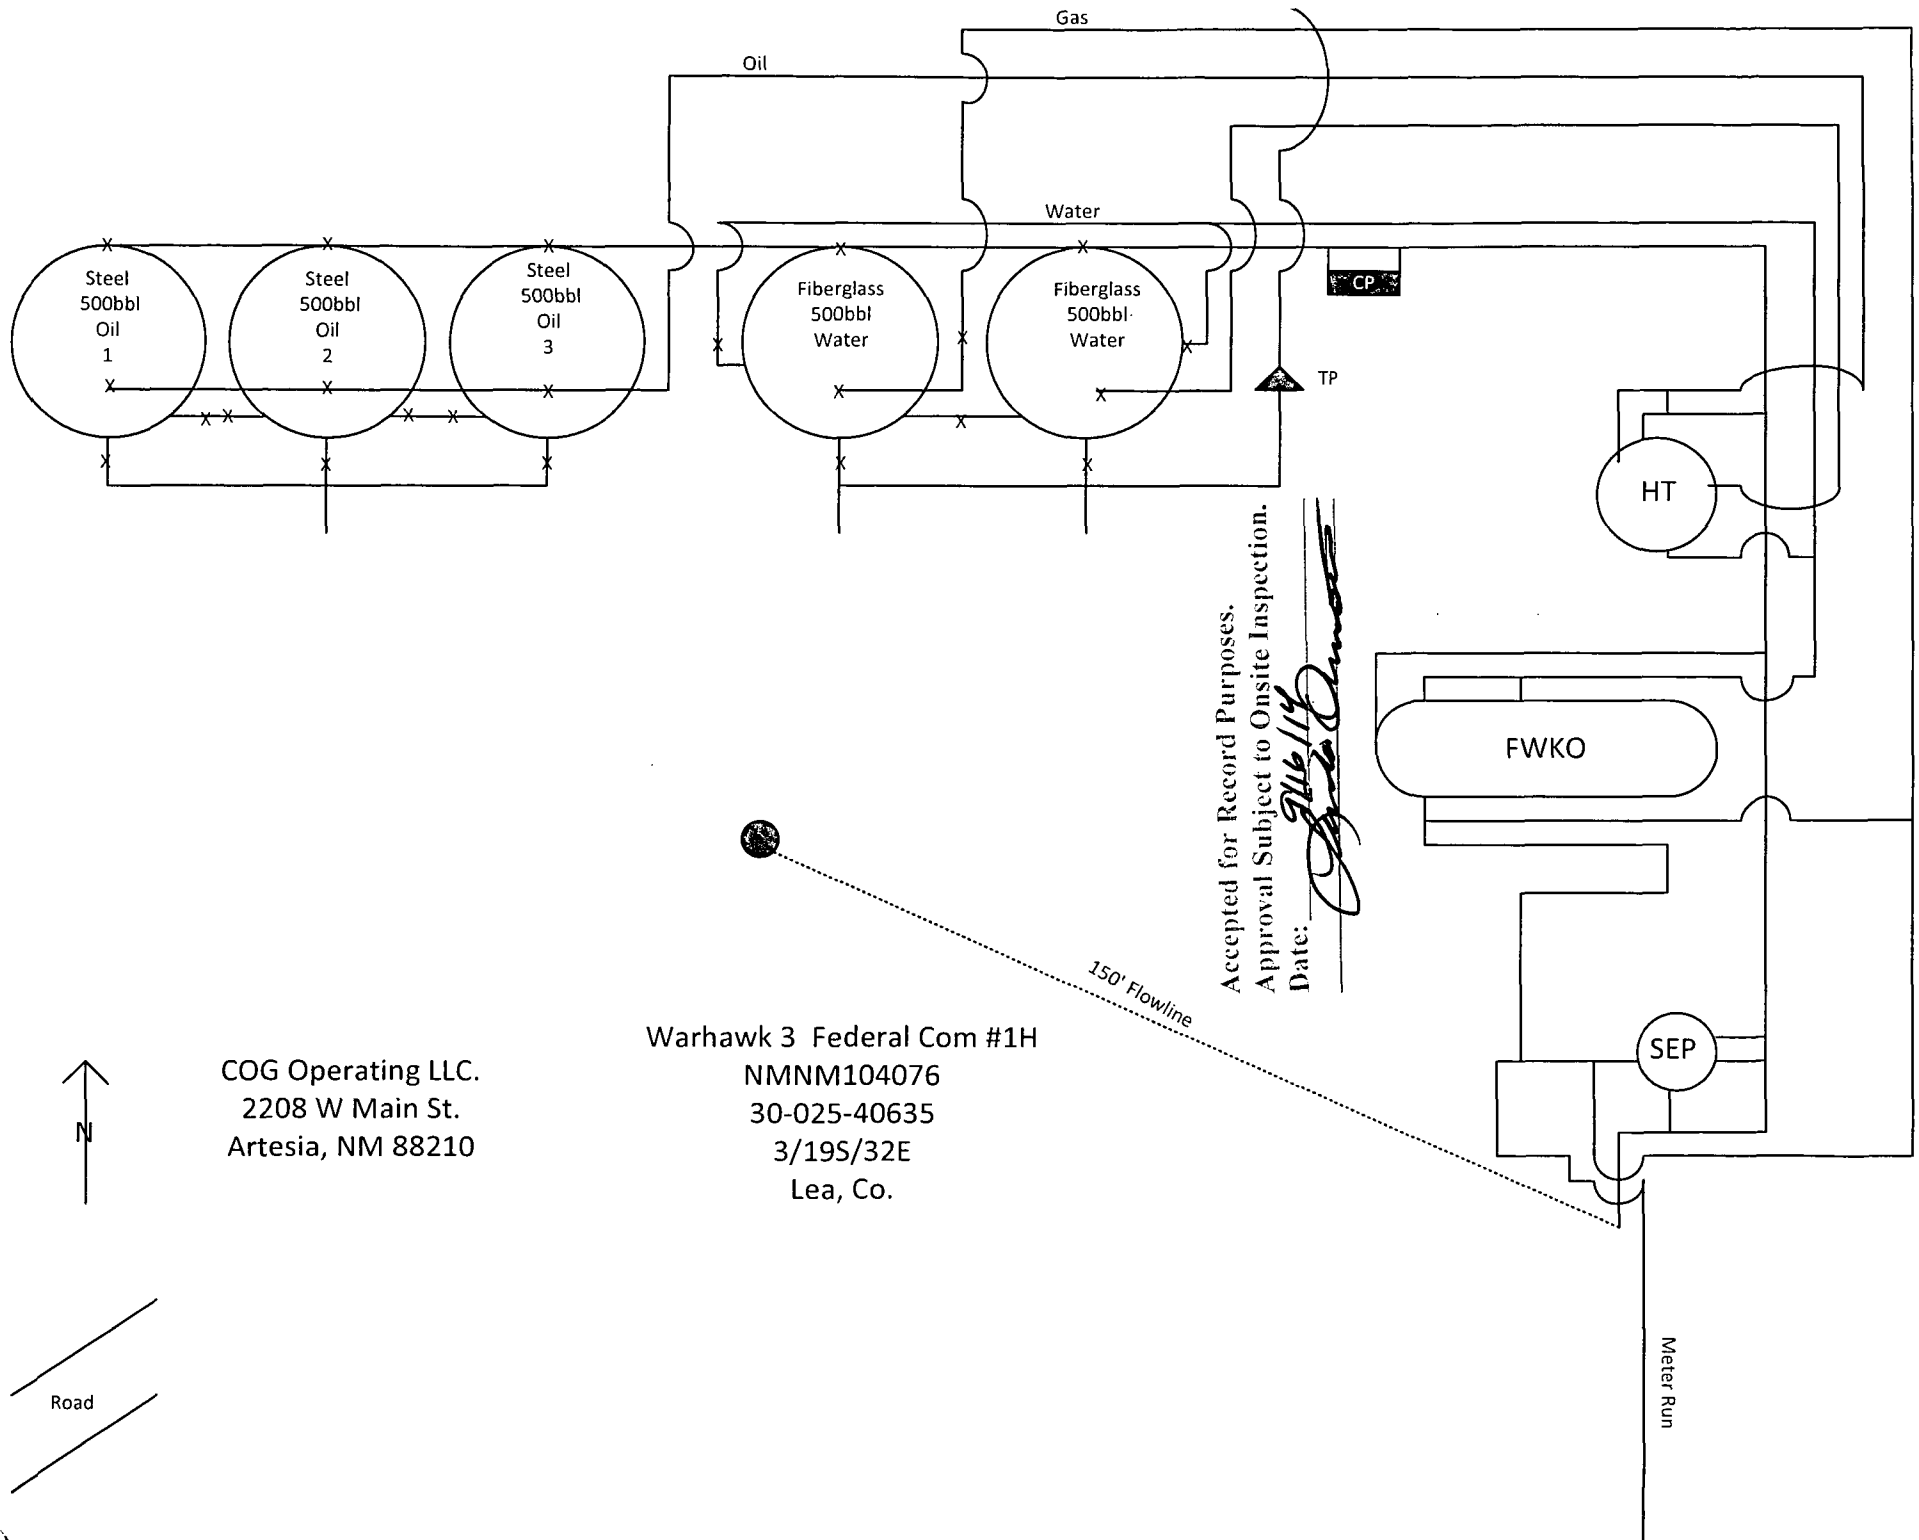 Gas
Oil
Water
Steel
500bbl
Oil
1
Steel
500bbl
Oil
2
Steel
500bbl
Oil
3
Fiberglass
500bbl
Water
Fiberglass
500bbl
Water
CP
TP
HT
Accepted for Record Purposes.
Approval Subject to Onsite Inspection.
Date:
FWKO
150' Flowline
SEP
N
COG Operating LLC.
2208 W Main St.
Artesia, NM 88210
Warhawk 3 Federal Com #1H
NMNM104076
30-025-40635
3/19S/32E
Lea, Co.
Meter Run
Road